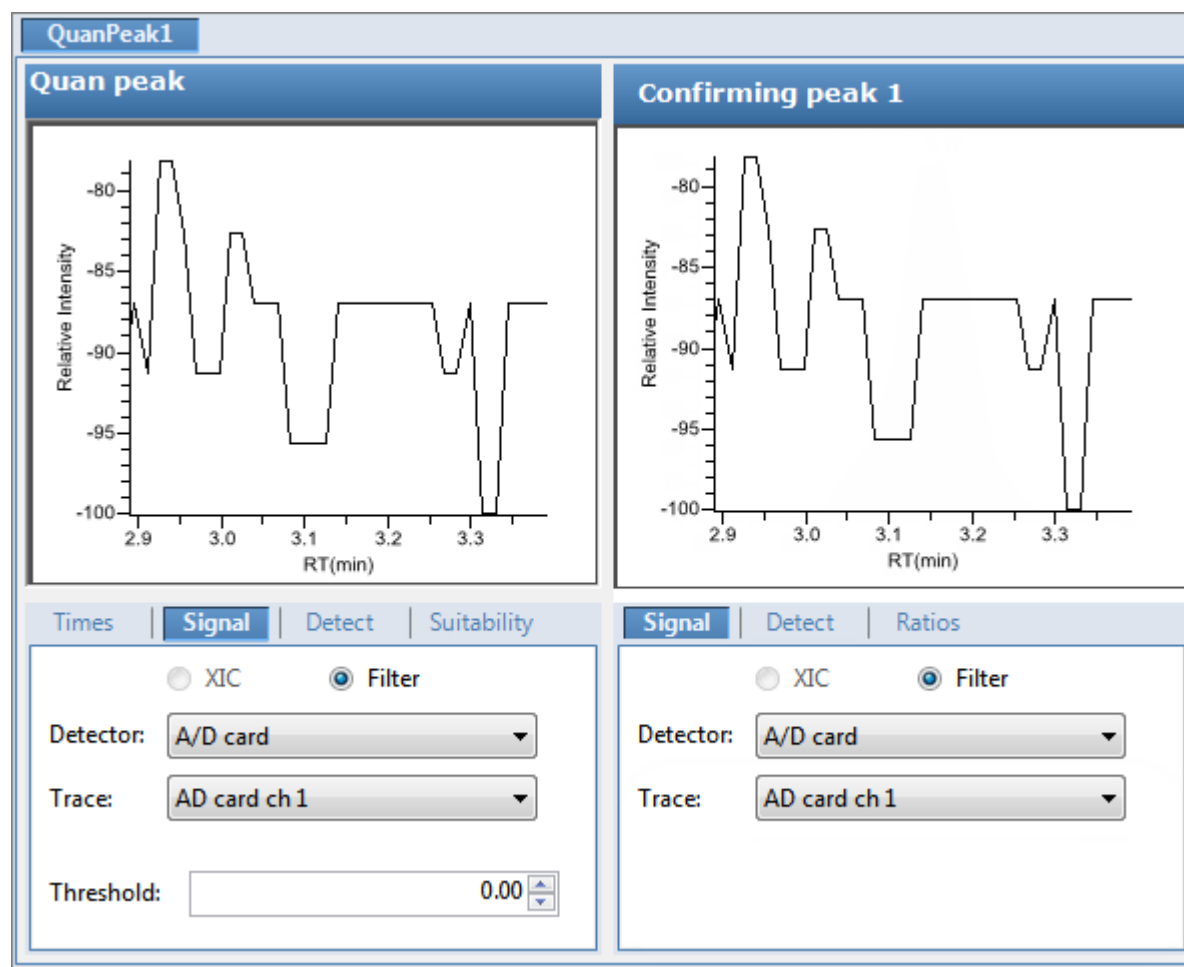 QuanPeak1
Quan peak
-80
-85
-90
-95
-100
Relative Intensity
2.9 3.0 3.1 3.2 3.3
RT(min)
Times Signal Detect Suitability
XIC Filter
Detector: A/D card
Trace: AD card ch 1
Threshold: 0.00
Confirming peak 1
-80
-85
-90
-95
-100
Relative Intensity
2.9 3.0 3.1 3.2 3.3
RT(min)
Signal Detect Ratios
XIC Filter
Detector: A/D card
Trace: AD card ch 1